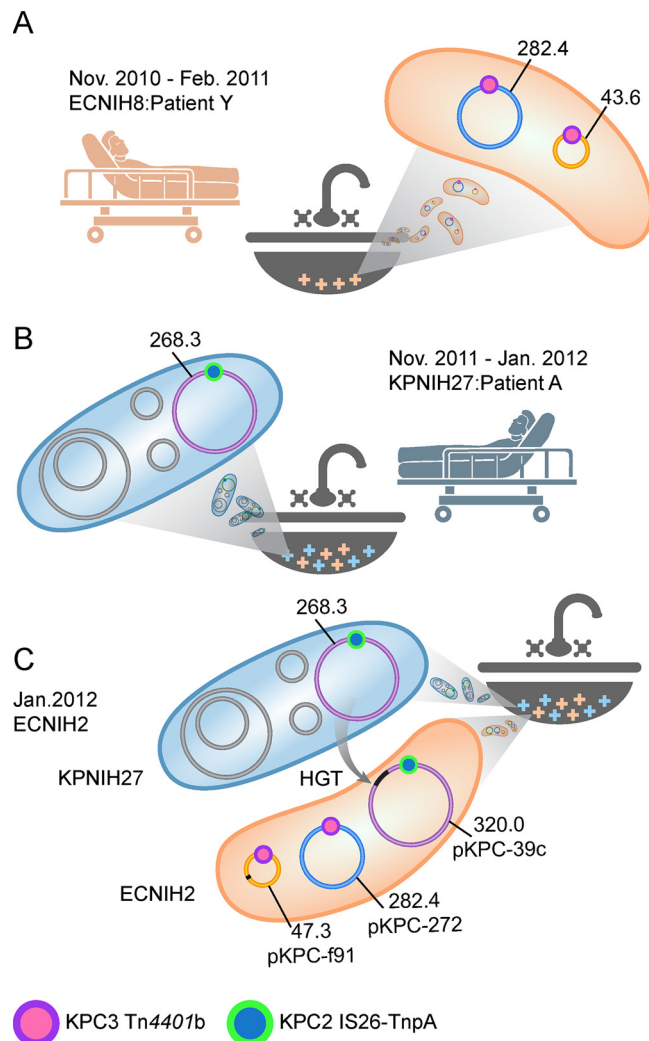 A
Nov. 2010 - Feb. 2011
ECNIH8:Patient Y
282.4
43.6
B
268.3
Nov. 2011 - Jan. 2012
KPNIH27:Patient A
C
268.3
Jan.2012
ECNIH2
KPNIH27
HGT
320.0
pKPC-39c
ECNIH2
282.4
pKPC-272
47.3
pKPC-f91
KPC3 Tn4401b
KPC2 IS26-TnpA